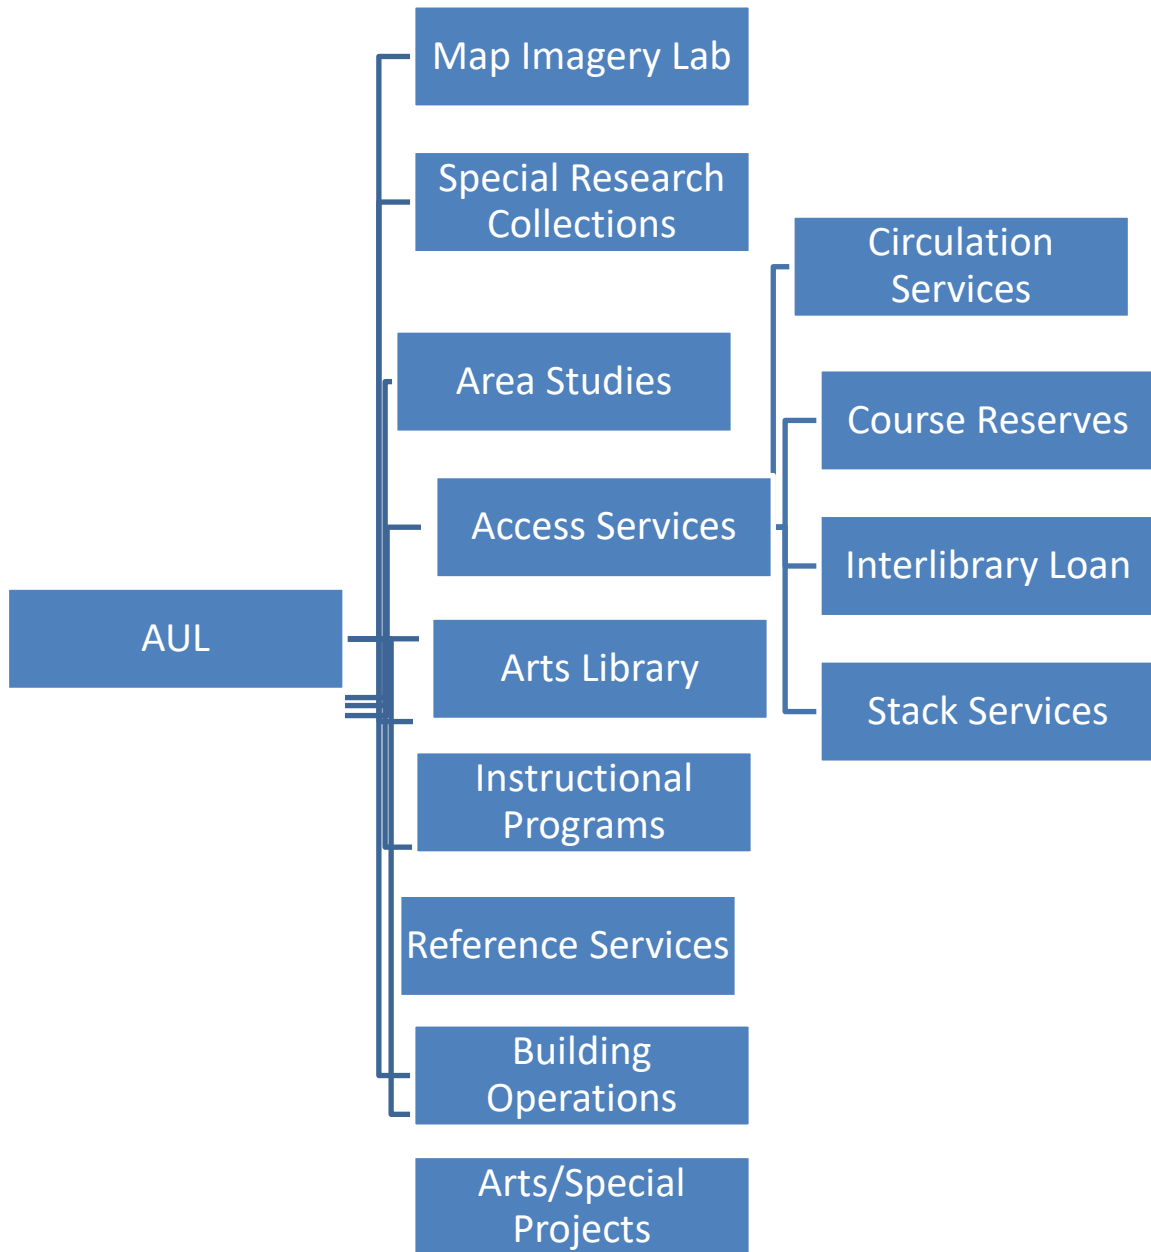 Map Imagery Lab
Special Research
Collections
Circulation
Services
Area Studies
Course Reserves
Access Services
Interlibrary Loan
AUL
Arts Library
Stack Services
Instructional
Programs
Reference Services
Building
Operations
Arts/Special
Projects